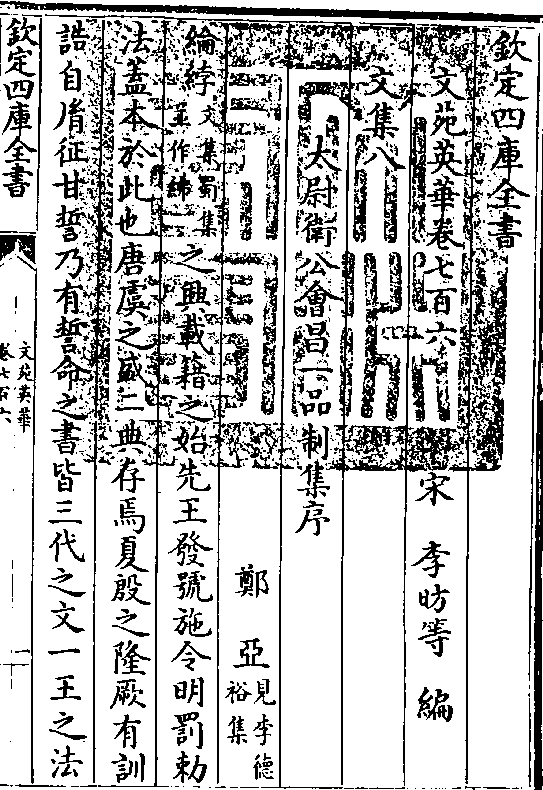 欽定四庫全書
文苑英華卷七百六
宋 李昉等 編
文集八
太尉衛公會昌一品制集序
鄭亞見李德裕集
綸綍文集蜀集並作綈之興載籍之始先王發號施令明罰勅
法蓋本於此也唐虞之盛二典存焉夏殷之隆厥有訓
誥自㣧征甘誓乃有誓命之書皆三代之文一王之法
欽定四庫全書
文苑英華
卷七百六
一